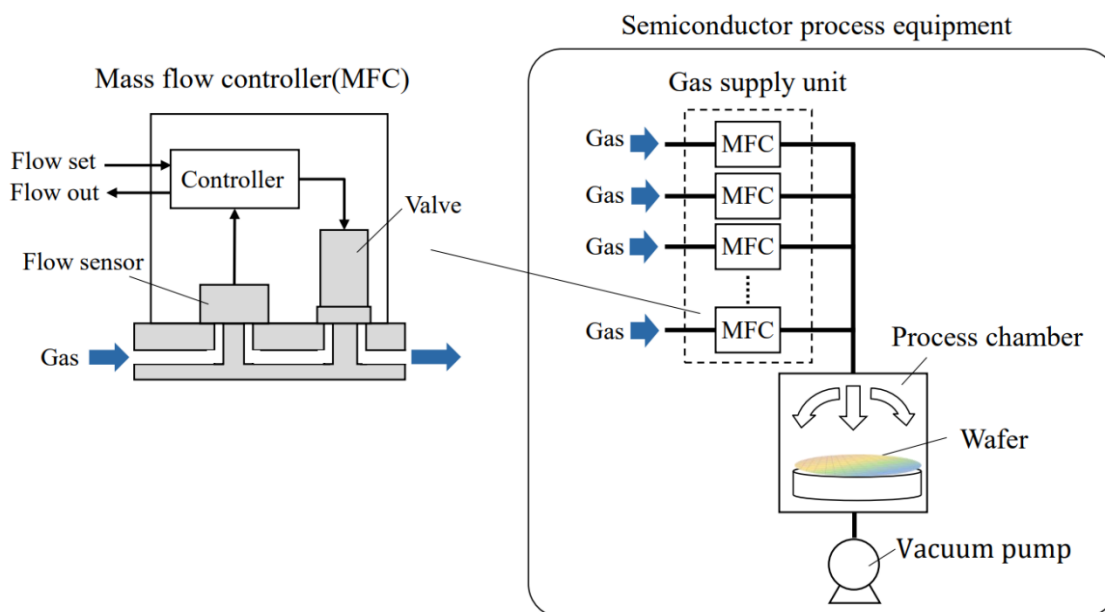 Semiconductor process equipment
Mass flow controller(MFC)
Flow set
Flow out
Controller
Valve
Flow sensor
Gas
Gas supply unit
Gas
MFC
Gas
MFC
Gas
MFC
Gas
MFC
Process chamber
Wafer
Vacuum pump